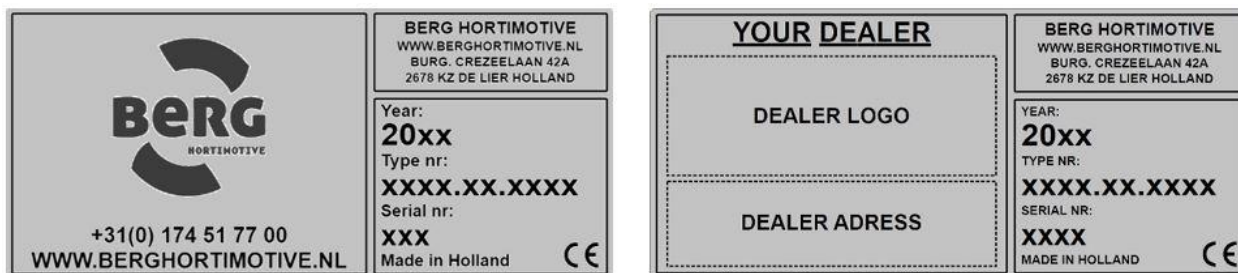 BERG
HORTIMOTIVE
+31(0) 174 51 77 00
WWW.BERGHORTIMOTIVE.NL
BERG HORTIMOTIVE
WWW.BERGHORTIMOTIVE.NL
BURG. CREZEELAAN 42A
2678 KZ DE LIER HOLLAND
Year:
20xx
Type nr:
xxxx.xx.xxxx
Serial nr:
xxx
Made in Holland CE
YOUR DEALER
DEALER LOGO
DEALER ADRESS
BERG HORTIMOTIVE
WWW.BERGHORTIMOTIVE.NL
BURG. CREZEELAAN 42A
2678 KZ DE LIER HOLLAND
YEAR:
20xx
TYPE NR:
xxxx.xx.xxxx
SERIAL NR:
xxxx
MADE IN HOLLAND CE